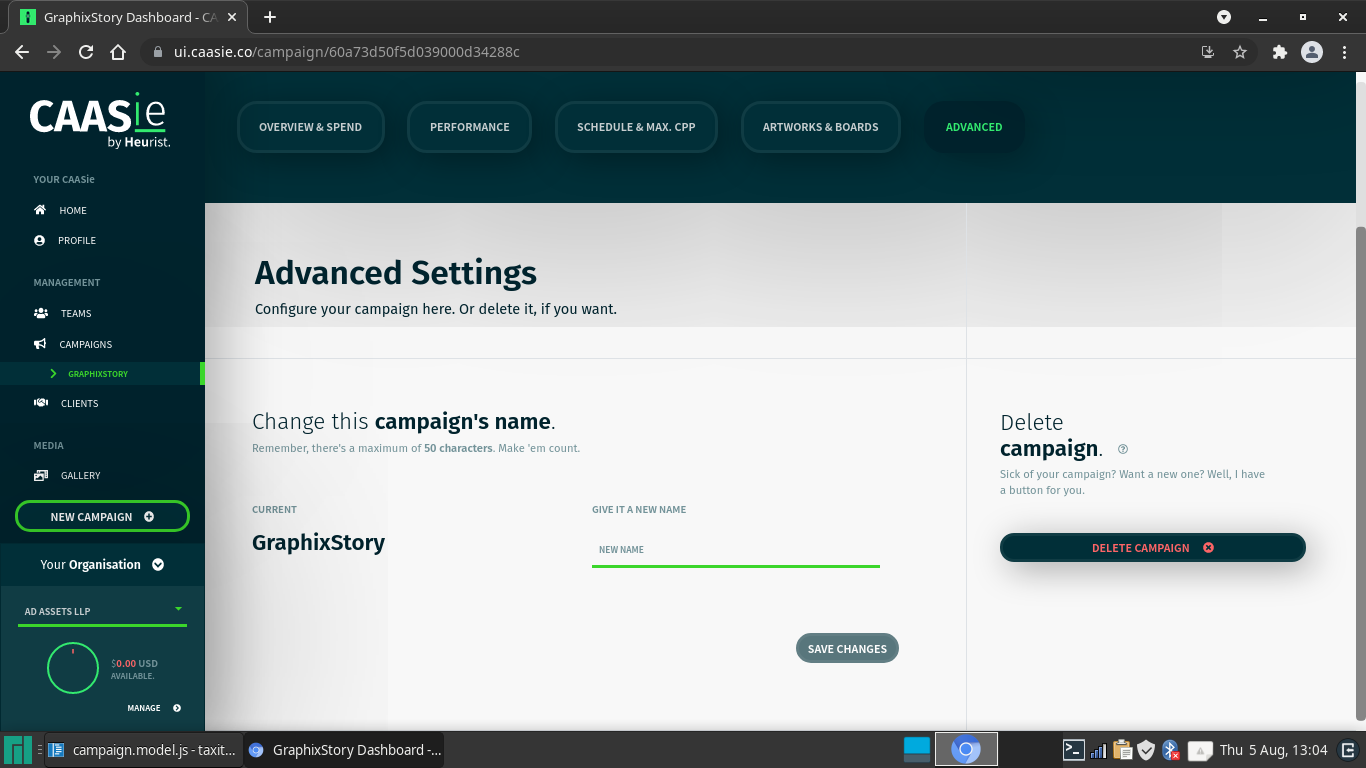 GraphixStory Dashboard - CA
ui.caasie.co/campaign/60a73d50f5d039000d34288c
CAASie
by Heurist.
OVERVIEW & SPEND
PERFORMANCE
SCHEDULE & MAX. CPP
ARTWORKS & BOARDS
ADVANCED
YOUR CAASie
HOME
PROFILE
MANAGEMENT
TEAMS
CAMPAIGNS
GRAPHIXSTORY
CLIENTS
MEDIA
GALLERY
NEW CAMPAIGN
Your Organisation
AD ASSETS LLP
$0.00 USD
AVAILABLE.
MANAGE
Advanced Settings
Configure your campaign here. Or delete it, if you want.
Change this campaign's name.
Remember, there's a maximum of 50 characters. Make 'em count.
CURRENT
GraphixStory
GIVE IT A NEW NAME
NEW NAME
SAVE CHANGES
Delete
campaign.
Sick of your campaign? Want a new one? Well, I have
a button for you.
DELETE CAMPAIGN
campaign.model.js - taxit...
GraphixStory Dashboard -...
Thu 5 Aug, 13:04